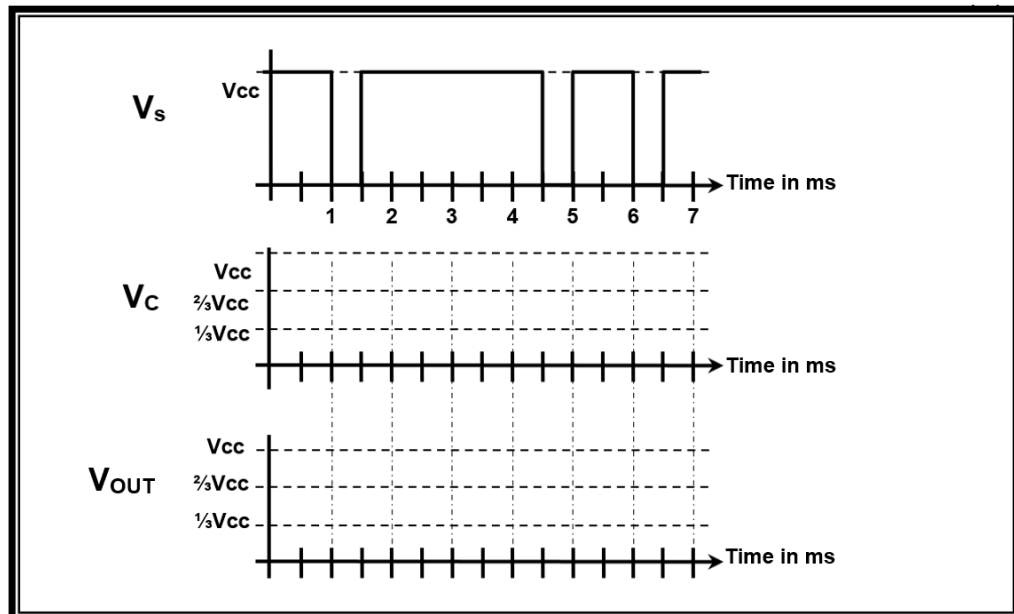 Vcc
Vs
Time in ms
1 2 3 4 5 6 7
Vcc
VC
⅔Vcc
⅓Vcc
Time in ms
Vcc
VOUT
⅔Vcc
⅓Vcc
Time in ms